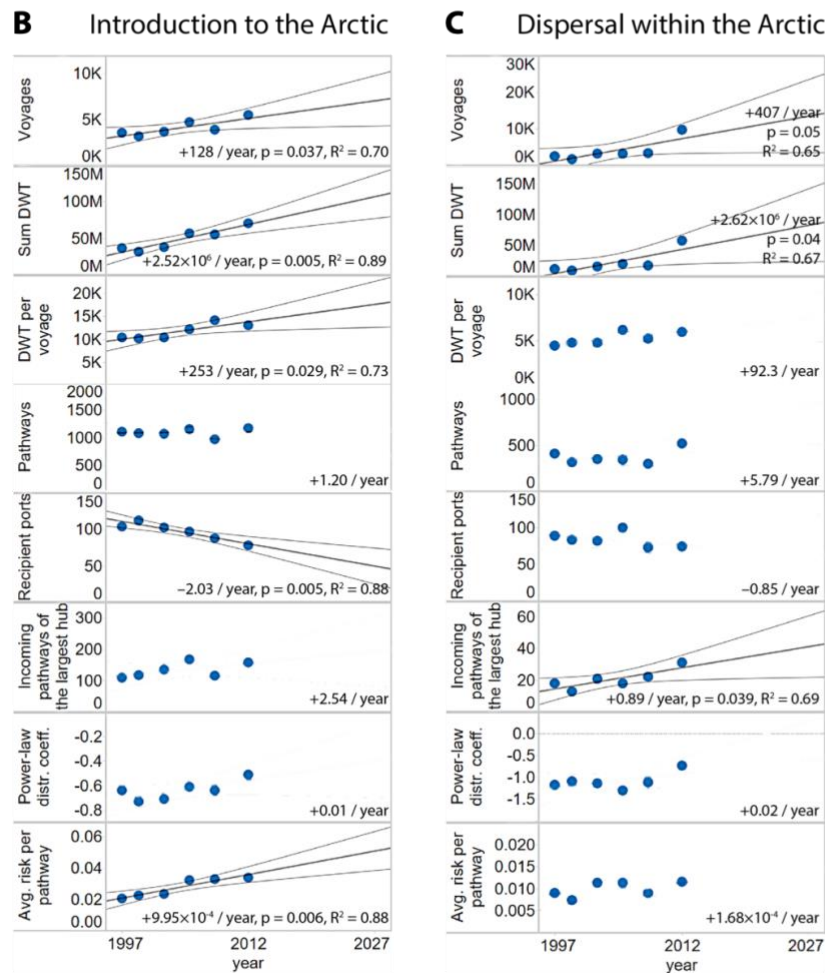 B Introduction to the Arctic
Voyages
10K
5K
0K
+128 / year, p = 0.037, R² = 0.70
Sum DWT
150M
100M
50M
0M
+2.52×10⁶ / year, p = 0.005, R² = 0.89
DWT per
voyage
20K
15K
10K
5K
+253 / year, p = 0.029, R² = 0.73
Pathways
2000
1500
1000
500
0
+1.20 / year
Recipient ports
150
100
50
0
−2.03 / year, p = 0.005, R² = 0.88
Incoming
pathways of
the largest hub
300
200
100
0
+2.54 / year
Power-law
distr. coeff.
-0.2
-0.4
-0.6
-0.8
+0.01 / year
Avg. risk per
pathway
0.06
0.04
0.02
0.00
+9.95×10⁻⁴ / year, p = 0.006, R² = 0.88
1997 2012 2027
year
C Dispersal within the Arctic
Voyages
30K
20K
10K
0K
+407 / year
p = 0.05
R² = 0.65
Sum DWT
150M
100M
50M
0M
+2.62×10⁶ / year
p = 0.04
R² = 0.67
DWT per
voyage
10K
5K
0K
+92.3 / year
Pathways
1000
500
0
+5.79 / year
Recipient ports
150
100
50
0
−0.85 / year
Incoming
pathways of
the largest hub
60
40
20
0
+0.89 / year, p = 0.039, R² = 0.69
Power-law
distr. coeff.
0.0
-0.5
-1.0
-1.5
+0.02 / year
Avg. risk per
pathway
0.020
0.015
0.010
0.005
+1.68×10⁻⁴ / year
1997 2012 2027
year